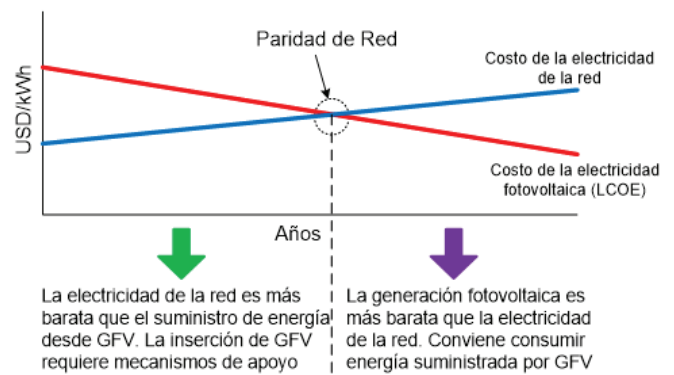 Paridad de Red
Costo de la electricidad
de la red
USD/kWh
Costo de la electricidad
fotovoltaica (LCOE)
Años
La electricidad de la red es más
barata que el suministro de energía
desde GFV. La inserción de GFV
requiere mecanismos de apoyo
La generación fotovoltaica es
más barata que la electricidad
de la red. Conviene consumir
energía suministrada por GFV